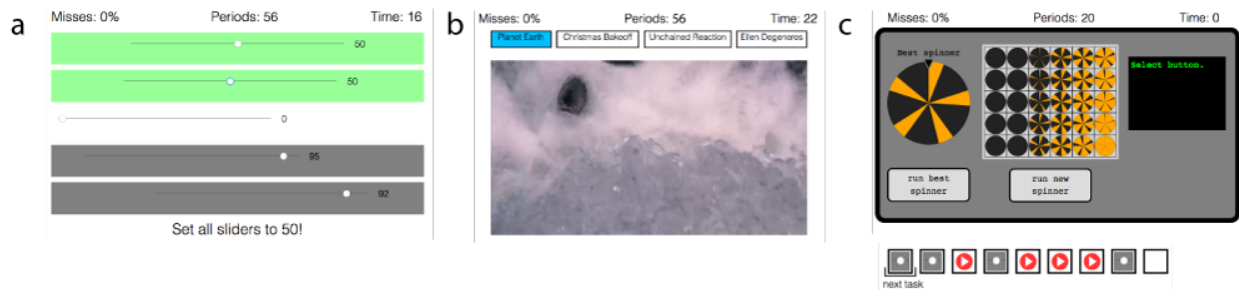 a
Misses: 0% Periods: 56 Time: 16
50
50
0
95
92
Set all sliders to 50!
b
Misses: 0% Periods: 56 Time: 22
Planet Earth Christmas Bakeoff Unchained Reaction Ellen Degeneres
c
Misses: 0% Periods: 20 Time: 0
Best spinner
Select button.
run best
spinner
run new
spinner
next task